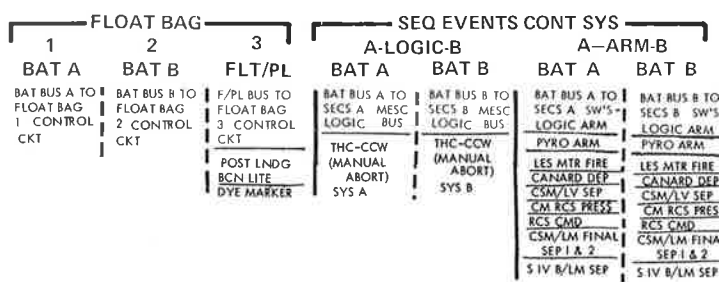 FLOAT BAG
1
BAT A
BAT BUS A TO
FLOAT BAG
1 CONTROL
CKT
2
BAT B
BAT BUS B TO
FLOAT BAG
2 CONTROL
CKT
3
FLT/PL
F/PL BUS TO
FLOAT BAG
3 CONTROL
CKT
POST LNDG
BCN LITE
DYE MARKER
SEQ EVENTS CONT SYS
A-LOGIC-B
BAT A
BAT BUS A TO
SECS A MESC
LOGIC BUS
THC-CCW
(MANUAL
ABORT)
SYS A
BAT B
BAT BUS B TO
SECS B MESC
LOGIC BUS
THC-CCW
(MANUAL
ABORT)
SYS B
A-ARM-B
BAT A
BAT BUS A TO
SECS A SW'S-
LOGIC ARM
PYRO ARM
LES MTR FIRE
CANARD DEP
CSM/LV SEP
CM RCS PRESS
RCS CMD
CSM/LM FINAL
SEP 1 & 2
S IV B/LM SEP
BAT B
BAT BUS B TO
SECS B SW'S
LOGIC ARM
PYRO ARM
LES MTR FIRE
CANARD DEP
CSM/LV SEP
CM RCS PRESS
RCS CMD
CSM/LM FINAL
SEP 1 & 2
S IV B/LM SEP